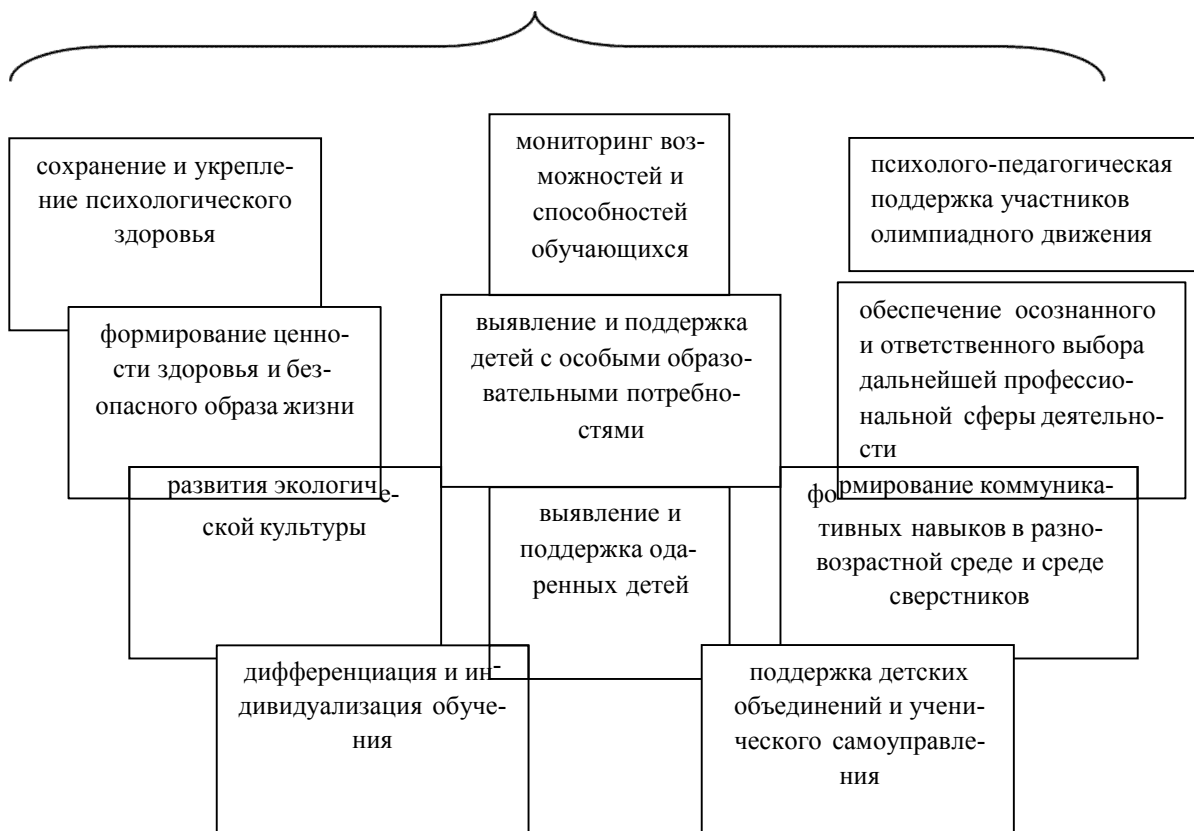 сохранение и укрепле-
ние психологического
здоровья
мониторинг воз-
можностей и
способностей
обучающихся
психолого-педагогическая
поддержка участников
олимпиадного движения
формирование ценно-
сти здоровья и без-
опасного образа жизни
выявление и поддержка
детей с особыми образо-
вательными потребно-
стями
обеспечение осознанного
и ответственного выбора
дальнейшей профессио-
нальной сферы деятельно-
сти
развития экологиче-
ской культуры
выявление и
поддержка ода-
ренных детей
формирование коммуника-
тивных навыков в разно-
возрастной среде и среде
сверстников
дифференциация и ин-
дивидуализация обуче-
ния
поддержка детских
объединений и учени-
ческого самоуправле-
ния